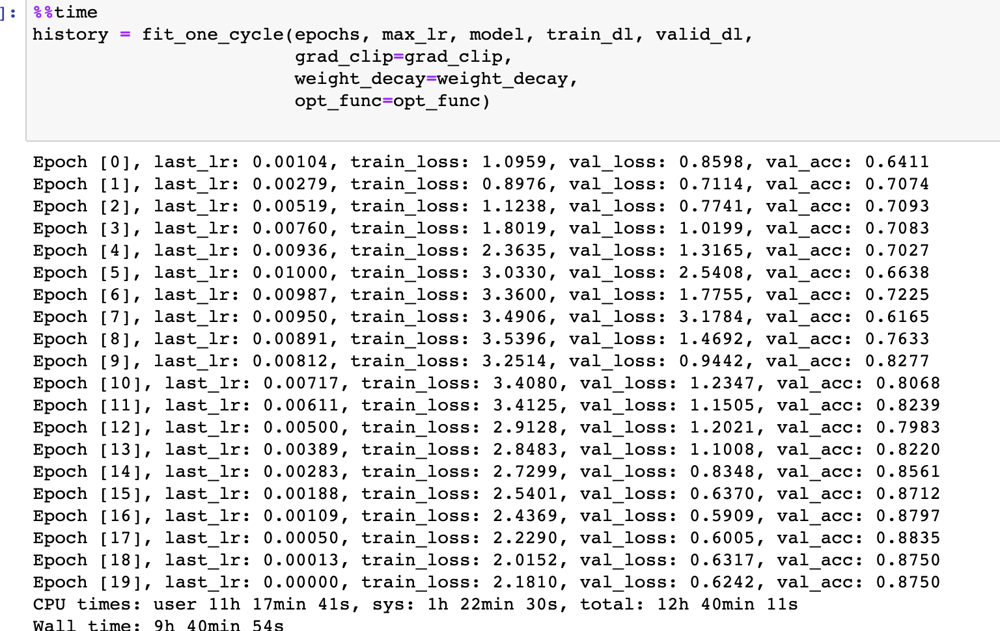 ]: %%time
history = fit_one_cycle(epochs, max_lr, model, train_dl, valid_dl,
grad_clip=grad_clip,
weight_decay=weight_decay,
opt_func=opt_func)
Epoch [0], last_lr: 0.00104, train_loss: 1.0959, val_loss: 0.8598, val_acc: 0.6411
Epoch [1], last_lr: 0.00279, train_loss: 0.8976, val_loss: 0.7114, val_acc: 0.7074
Epoch [2], last_lr: 0.00519, train_loss: 1.1238, val_loss: 0.7741, val_acc: 0.7093
Epoch [3], last_lr: 0.00760, train_loss: 1.8019, val_loss: 1.0199, val_acc: 0.7083
Epoch [4], last_lr: 0.00936, train_loss: 2.3635, val_loss: 1.3165, val_acc: 0.7027
Epoch [5], last_lr: 0.01000, train_loss: 3.0330, val_loss: 2.5408, val_acc: 0.6638
Epoch [6], last_lr: 0.00987, train_loss: 3.3600, val_loss: 1.7755, val_acc: 0.7225
Epoch [7], last_lr: 0.00950, train_loss: 3.4906, val_loss: 3.1784, val_acc: 0.6165
Epoch [8], last_lr: 0.00891, train_loss: 3.5396, val_loss: 1.4692, val_acc: 0.7633
Epoch [9], last_lr: 0.00812, train_loss: 3.2514, val_loss: 0.9442, val_acc: 0.8277
Epoch [10], last_lr: 0.00717, train_loss: 3.4080, val_loss: 1.2347, val_acc: 0.8068
Epoch [11], last_lr: 0.00611, train_loss: 3.4125, val_loss: 1.1505, val_acc: 0.8239
Epoch [12], last_lr: 0.00500, train_loss: 2.9128, val_loss: 1.2021, val_acc: 0.7983
Epoch [13], last_lr: 0.00389, train_loss: 2.8483, val_loss: 1.1008, val_acc: 0.8220
Epoch [14], last_lr: 0.00283, train_loss: 2.7299, val_loss: 0.8348, val_acc: 0.8561
Epoch [15], last_lr: 0.00188, train_loss: 2.5401, val_loss: 0.6370, val_acc: 0.8712
Epoch [16], last_lr: 0.00109, train_loss: 2.4369, val_loss: 0.5909, val_acc: 0.8797
Epoch [17], last_lr: 0.00050, train_loss: 2.2290, val_loss: 0.6005, val_acc: 0.8835
Epoch [18], last_lr: 0.00013, train_loss: 2.0152, val_loss: 0.6317, val_acc: 0.8750
Epoch [19], last_lr: 0.00000, train_loss: 2.1810, val_loss: 0.6242, val_acc: 0.8750
CPU times: user 11h 17min 41s, sys: 1h 22min 30s, total: 12h 40min 11s
Wall time: 9h 40min 54s